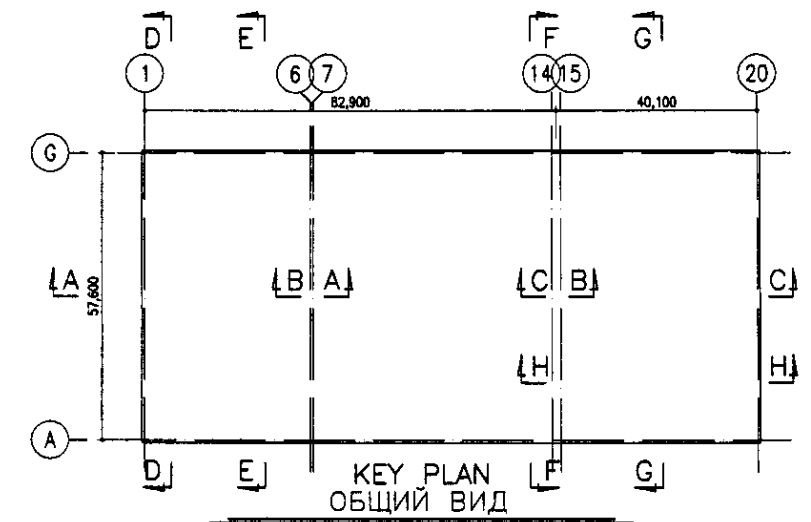 D E F G
1 6 7 14 15 20
82,900 40,100
G
57,600
A B A C B C
H H
A
D E F G
KEY PLAN
ОБЩИЙ ВИД